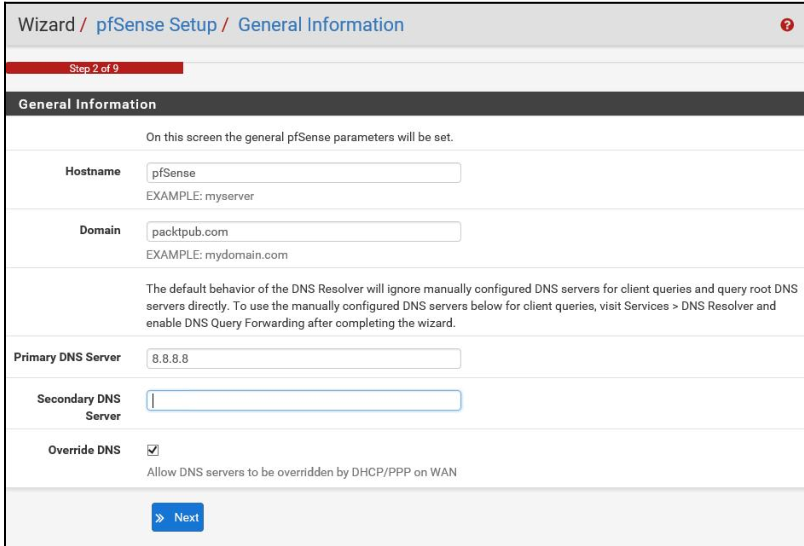 Wizard / pfSense Setup / General Information
Step 2 of 9
General Information
On this screen the general pfSense parameters will be set.
Hostname
pfSense
EXAMPLE: myserver
Domain
packtpub.com
EXAMPLE: mydomain.com
The default behavior of the DNS Resolver will ignore manually configured DNS servers for client queries and query root DNS
servers directly. To use the manually configured DNS servers below for client queries, visit Services > DNS Resolver and
enable DNS Query Forwarding after completing the wizard.
Primary DNS Server
8.8.8.8
Secondary DNS
Server
Override DNS
Allow DNS servers to be overridden by DHCP/PPP on WAN
» Next